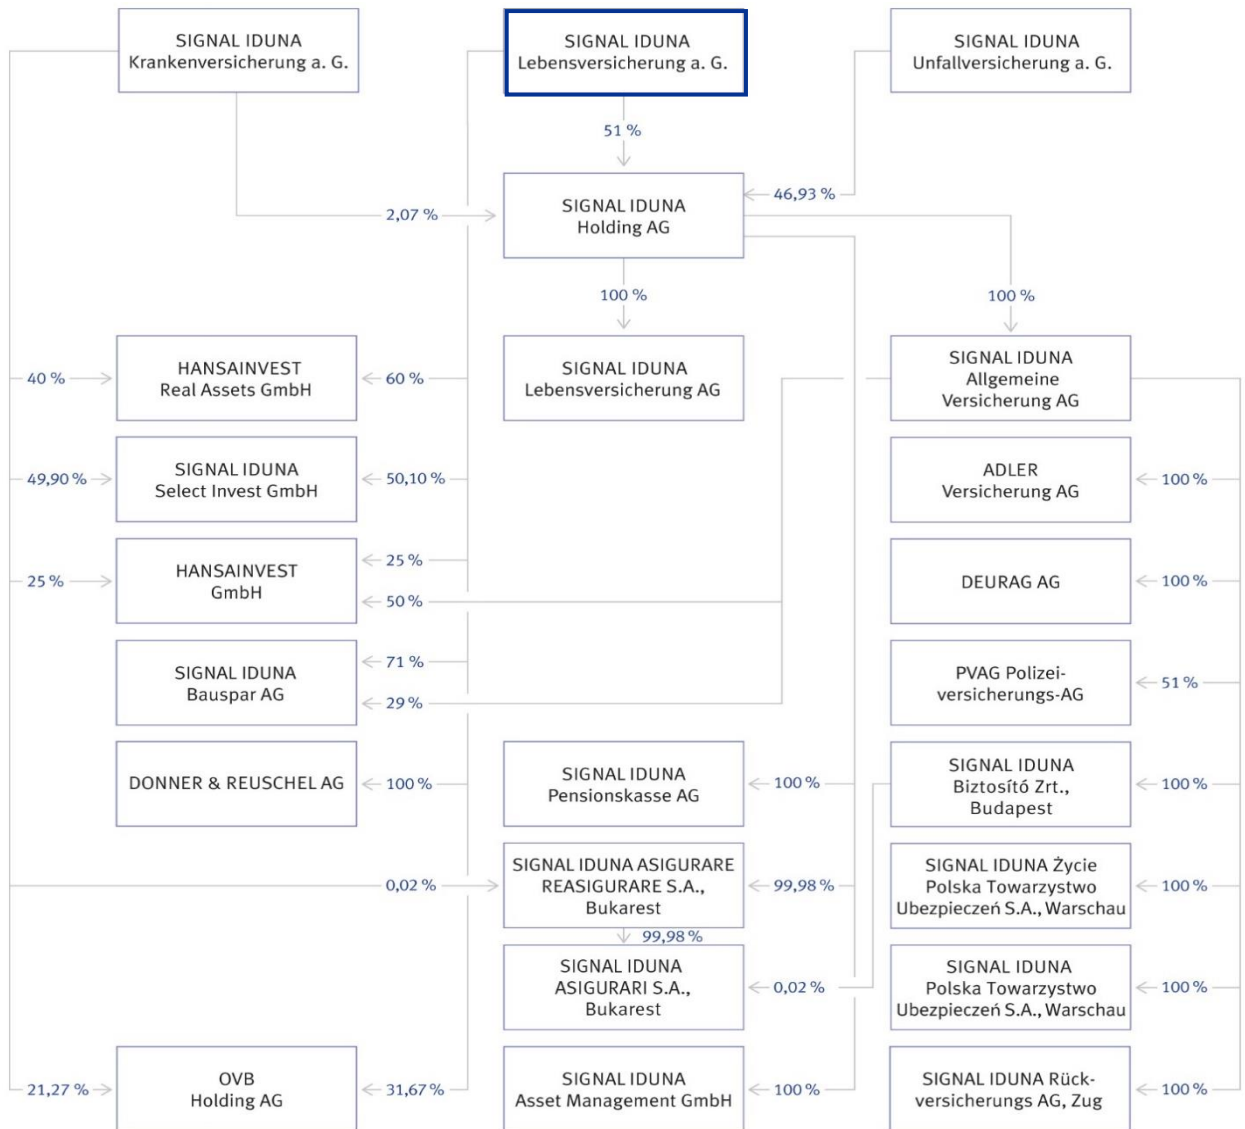 SIGNAL IDUNA
Krankenversicherung a. G.
SIGNAL IDUNA
Lebensversicherung a. G.
SIGNAL IDUNA
Unfallversicherung a. G.
51 %
46,93 %
2,07 %
SIGNAL IDUNA
Holding AG
100 %
100 %
40 %
HANSAINVEST
Real Assets GmbH
60 %
SIGNAL IDUNA
Lebensversicherung AG
SIGNAL IDUNA
Allgemeine
Versicherung AG
49,90 %
SIGNAL IDUNA
Select Invest GmbH
50,10 %
ADLER
Versicherung AG
100 %
25 %
HANSAINVEST
GmbH
25 %
50 %
DEURAG AG
100 %
SIGNAL IDUNA
Bauspar AG
71 %
29 %
PVAG Polizei-
versicherungs-AG
51 %
DONNER & REUSCHEL AG
100 %
SIGNAL IDUNA
Pensionskasse AG
100 %
SIGNAL IDUNA
Biztosító Zrt.,
Budapest
100 %
0,02 %
SIGNAL IDUNA ASIGURARE
REASIGURARE S.A.,
Bukarest
99,98 %
SIGNAL IDUNA Życie
Polska Towarzystwo
Ubezpieczeń S.A., Warschau
100 %
99,98 %
SIGNAL IDUNA
ASIGURARI S.A.,
Bukarest
0,02 %
SIGNAL IDUNA
Polska Towarzystwo
Ubezpieczeń S.A., Warschau
100 %
21,27 %
OVB
Holding AG
31,67 %
SIGNAL IDUNA
Asset Management GmbH
100 %
SIGNAL IDUNA Rück-
versicherungs AG, Zug